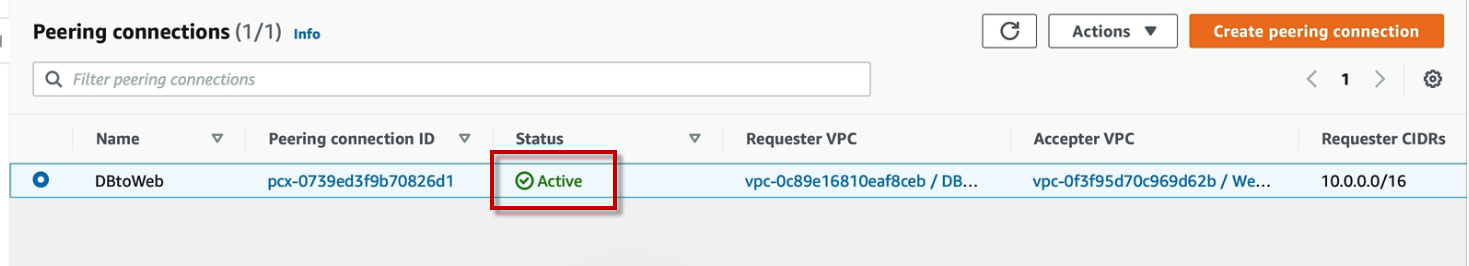 Peering connections (1/1) Info
Actions
Create peering connection
Filter peering connections
1
Name Peering connection ID Status Requester VPC Accepter VPC Requester CIDRs
DBtoWeb pcx-0739ed3f9b70826d1 Active vpc-0c89e16810eaf8ceb / DB... vpc-0f3f95d70c969d62b / We... 10.0.0.0/16